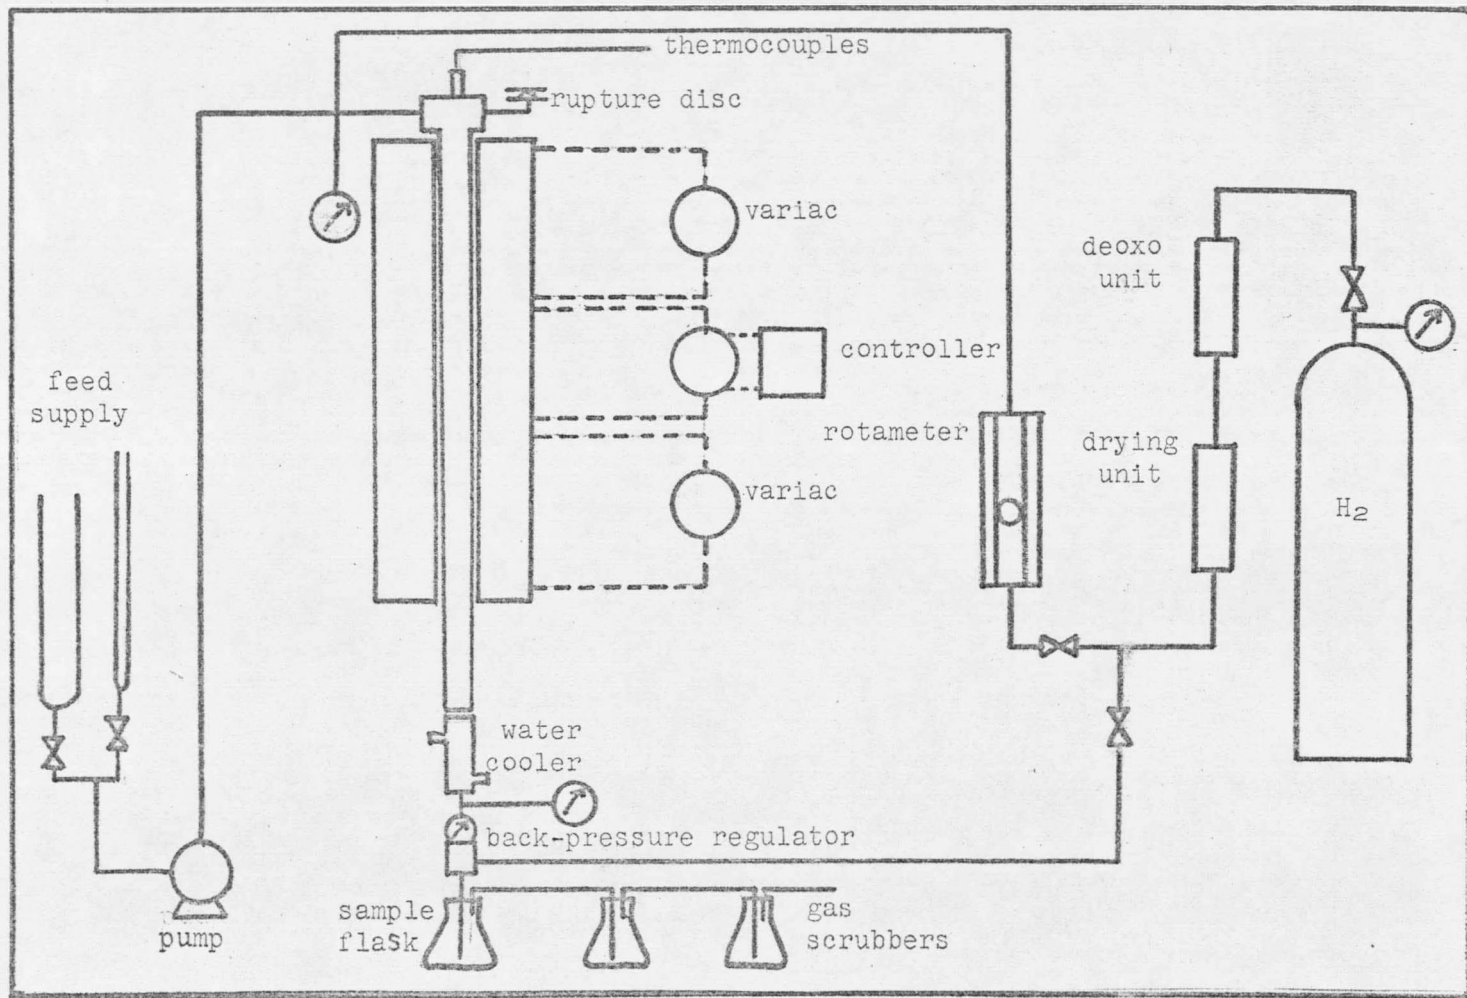 thermocouples
rupture disc
variac
deoxo
unit
controller
feed
supply
rotameter
drying
unit
variac
H2
water
cooler
back-pressure regulator
sample
flask
gas
scrubbers
pump